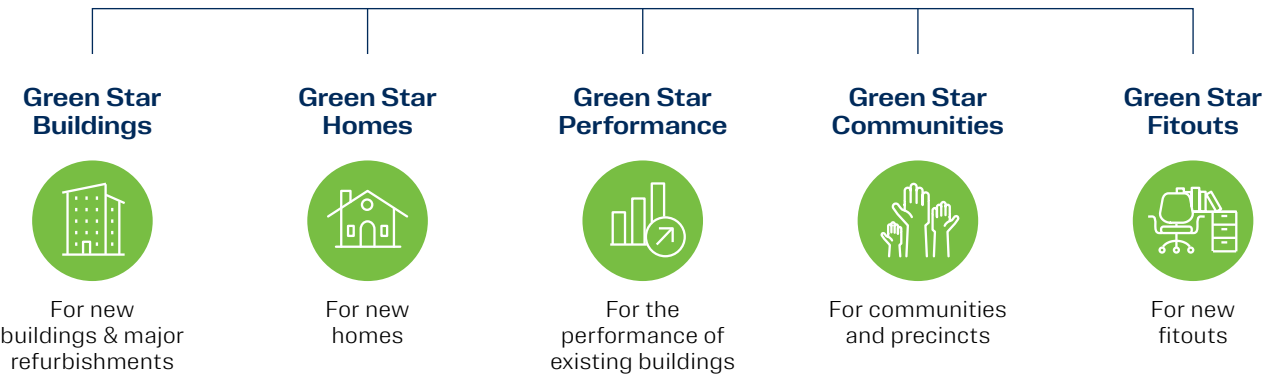 Green Star
Buildings
For new
buildings & major
refurbishments
Green Star
Homes
For new
homes
Green Star
Performance
For the
performance of
existing buildings
Green Star
Communities
For communities
and precincts
Green Star
Fitouts
For new
fitouts